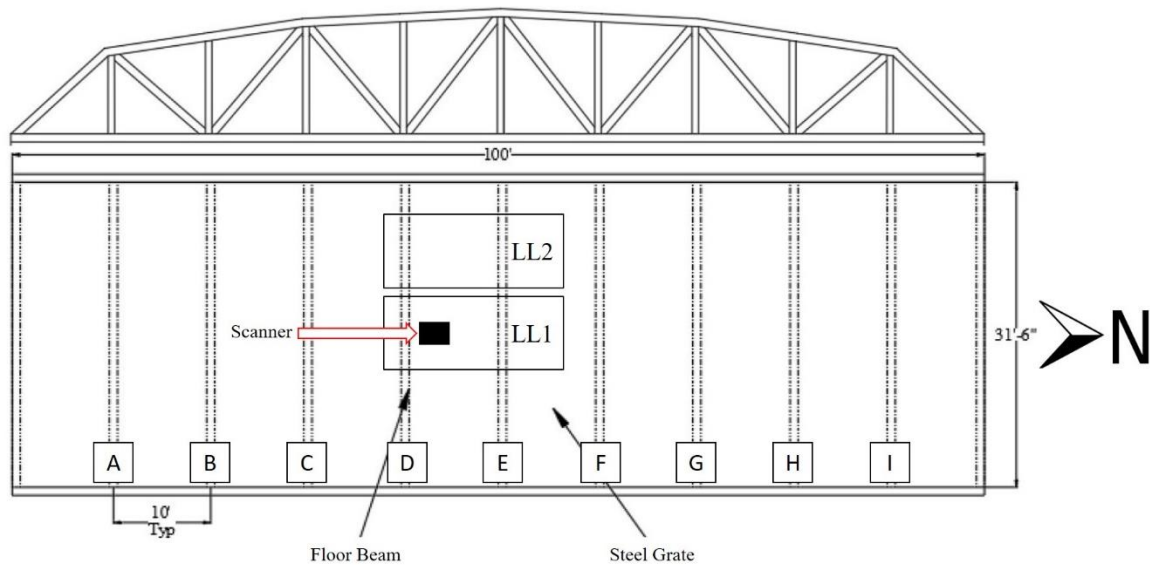 100'
LL2
Scanner
LL1
31'-6"
N
A
B
C
D
E
F
G
H
I
10'
Typ
Floor Beam
Steel Grate